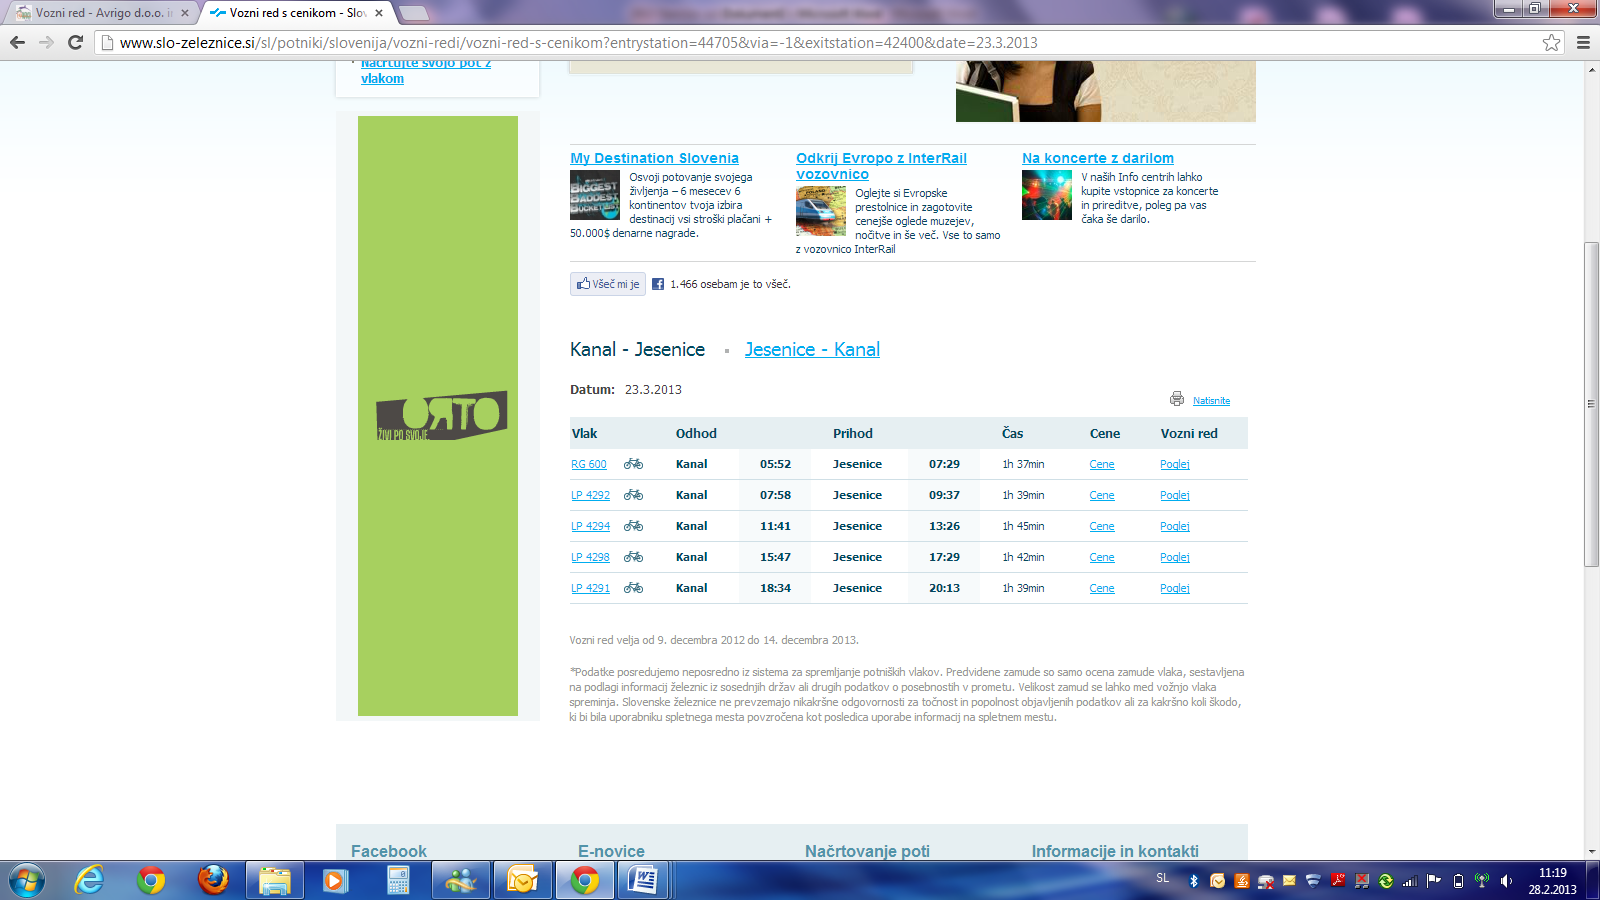 Vozni red - Avrigo d.o.o. i
Vozni red s cenikom - Slov
www.slo-zeleznice.si/sl/potniki/slovenija/vozni-redi/vozni-red-s-cenikom?entrystation=44705&via=-1&exitstation=42400&date=23.3.2013
Načrtujte svojo pot z
vlakom
ORTO
ŽIVI PO SVOJE
My Destination Slovenia
BIGGEST
BADDEST
BUCKET LIST
Osvoji potovanje svojega
življenja – 6 mesecev 6
kontinentov tvoja izbira
destinacij vsi stroški plačani +
50.000$ denarne nagrade.
Odkrij Evropo z InterRail
vozovnico
Oglejte si Evropske
prestolnice in zagotovite
cenejše oglede muzejev,
nočitve in še več. Vse to samo
z vozovnico InterRail
Na koncerte z darilom
V naših Info centrih lahko
kupite vstopnice za koncerte
in prireditve, poleg pa vas
čaka še darilo.
Všeč mi je 1.466 osebam je to všeč.
Kanal - Jesenice Jesenice - Kanal
Datum: 23.3.2013
Natisnite
Vlak Odhod Prihod Čas Cene Vozni red
RG 600 Kanal 05:52 Jesenice 07:29 1h 37min Cene Poglej
LP 4292 Kanal 07:58 Jesenice 09:37 1h 39min Cene Poglej
LP 4294 Kanal 11:41 Jesenice 13:26 1h 45min Cene Poglej
LP 4298 Kanal 15:47 Jesenice 17:29 1h 42min Cene Poglej
LP 4291 Kanal 18:34 Jesenice 20:13 1h 39min Cene Poglej
Vozni red velja od 9. decembra 2012 do 14. decembra 2013.
*Podatke posredujemo neposredno iz sistema za spremljanje potniških vlakov. Predvidene zamude so samo ocena zamude vlaka, sestavljena
na podlagi informacij železnic iz sosednjih držav ali drugih podatkov o posebnostih v prometu. Velikost zamud se lahko med vožnjo vlaka
spreminja. Slovenske železnice ne prevzemajo nikakršne odgovornosti za točnost in popolnost objavljenih podatkov ali za kakršno koli škodo,
ki bi bila uporabniku spletnega mesta povzročena kot posledica uporabe informacij na spletnem mestu.
Facebook E-novice Načrtovanje poti Informacije in kontakti
SL
11:19
28.2.2013